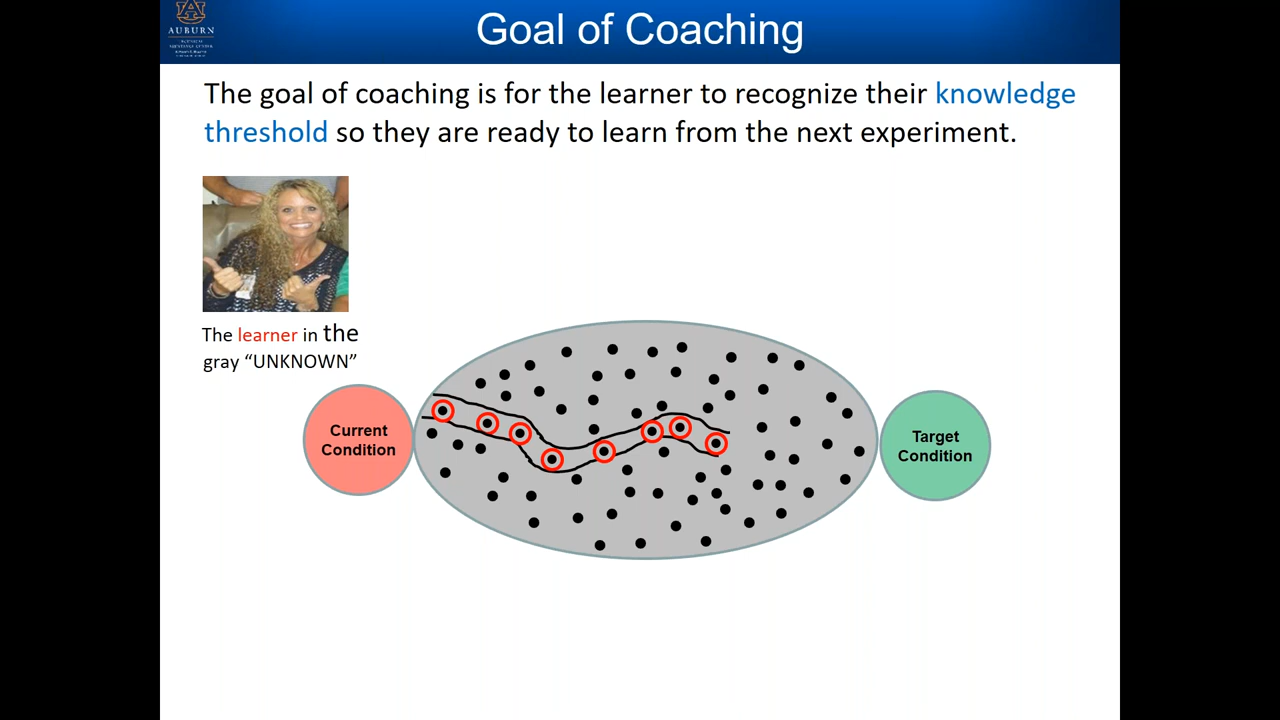 AUBURN
Goal of Coaching
The goal of coaching is for the learner to recognize their knowledge
threshold so they are ready to learn from the next experiment.
The learner in the
gray “UNKNOWN”
Current
Condition
Target
Condition